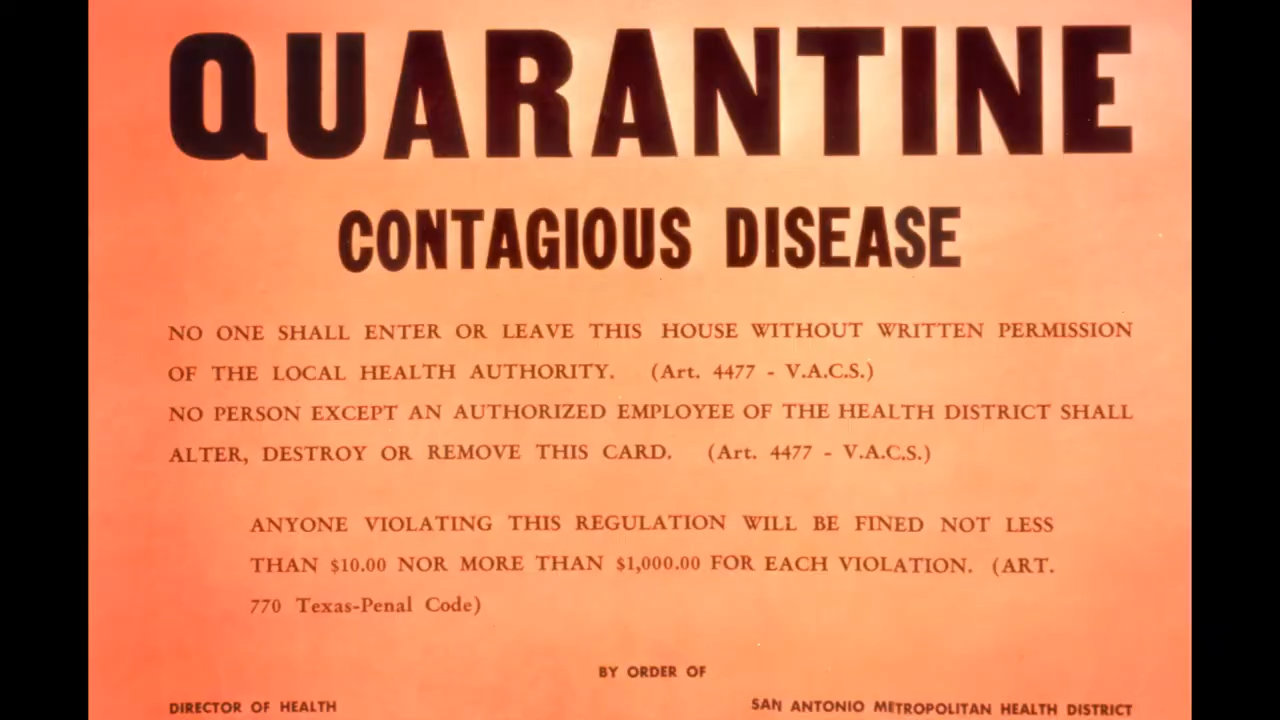 QUARANTINE
CONTAGIOUS DISEASE
NO ONE SHALL ENTER OR LEAVE THIS HOUSE WITHOUT WRITTEN PERMISSION
OF THE LOCAL HEALTH AUTHORITY. (Art. 4477 - V.A.C.S.)
NO PERSON EXCEPT AN AUTHORIZED EMPLOYEE OF THE HEALTH DISTRICT SHALL
ALTER, DESTROY OR REMOVE THIS CARD. (Art. 4477 - V.A.C.S.)
ANYONE VIOLATING THIS REGULATION WILL BE FINED NOT LESS
THAN $10.00 NOR MORE THAN $1,000.00 FOR EACH VIOLATION. (ART.
770 Texas-Penal Code)
BY ORDER OF
DIRECTOR OF HEALTH SAN ANTONIO METROPOLITAN HEALTH DISTRICT